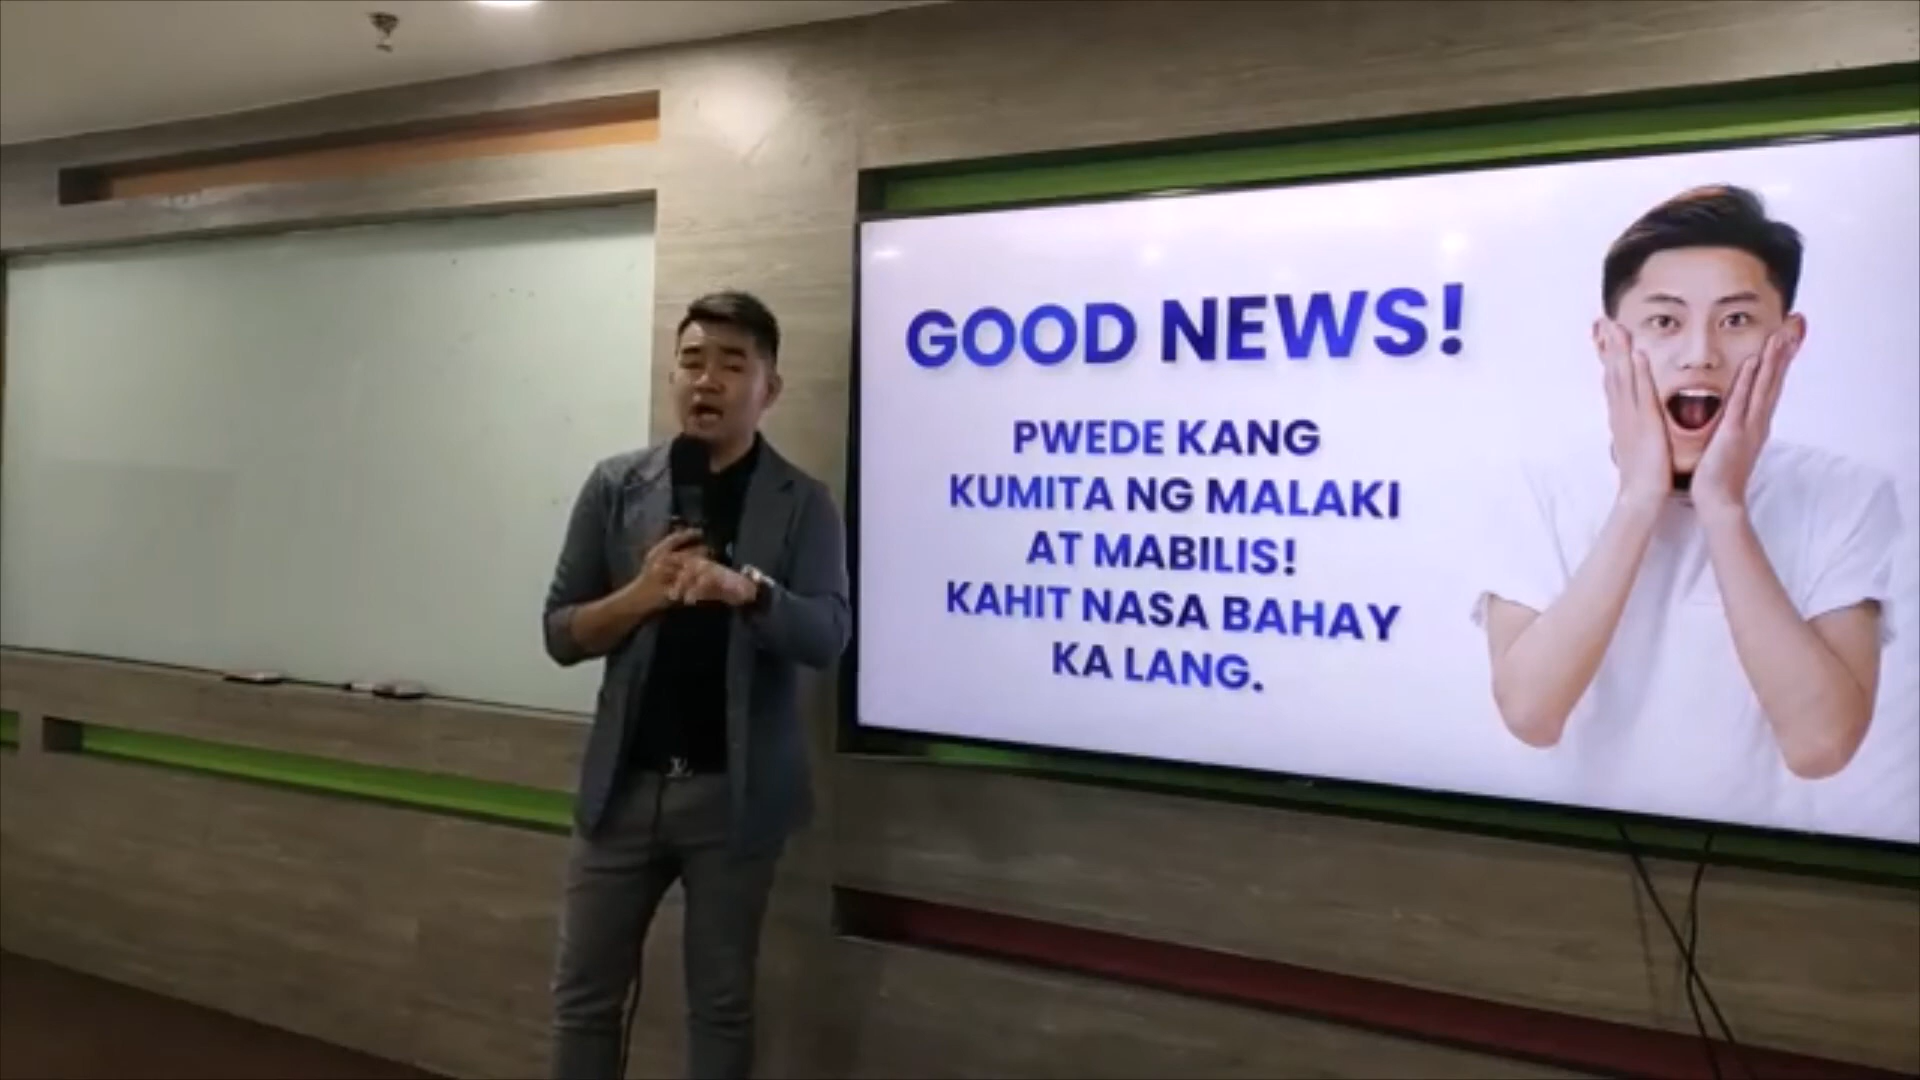 GOOD NEWS!
PWEDE KANG
KUMITA NG MALAKI
AT MABILIS!
KAHIT NASA BAHAY
KA LANG.